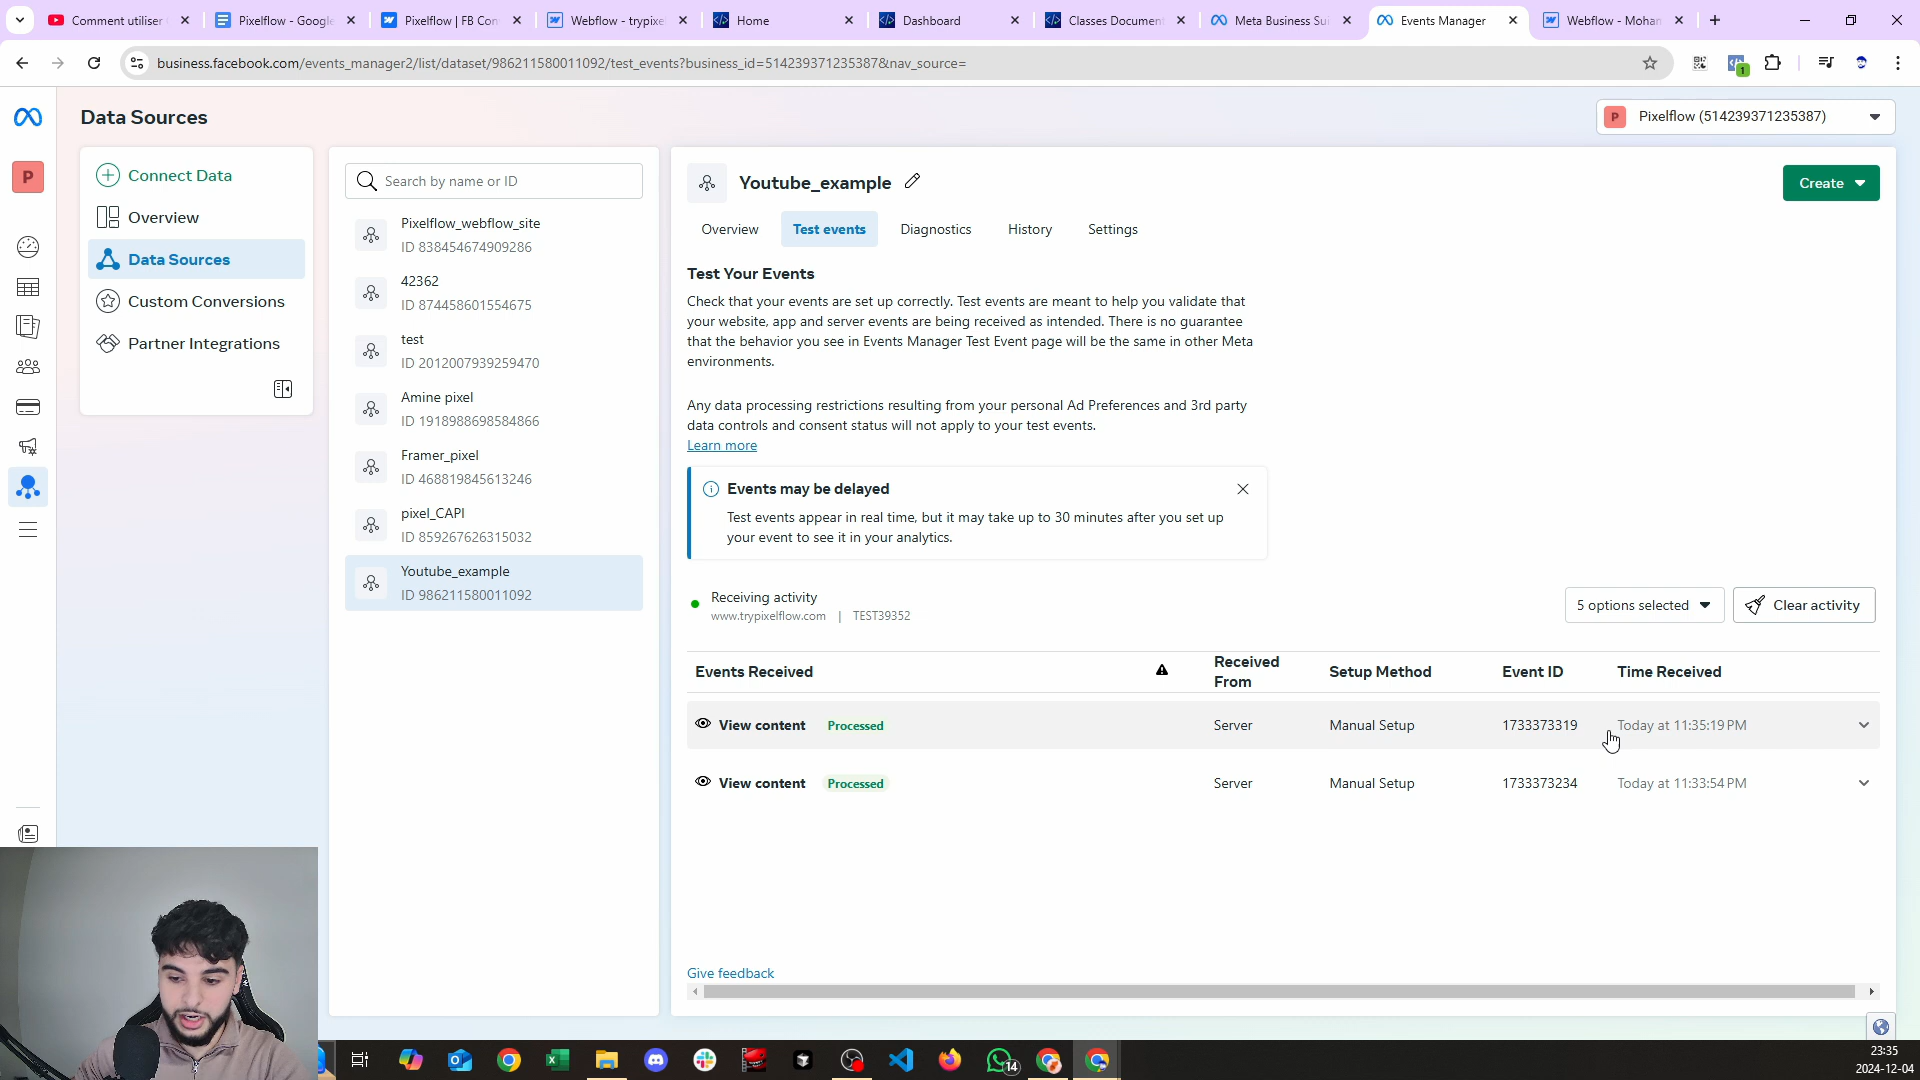 Comment utiliser
Pixelflow - Google
Pixelflow | FB Con
Webflow - trypixel
Home
Dashboard
Classes Document
Meta Business Sui
Events Manager
Webflow - Mohan
business.facebook.com/events_manager2/list/dataset/986211580011092/test_events?business_id=514239371235387&nav_source=
1
Data Sources
P
Pixelflow (514239371235387)
P
Connect Data
Overview
Data Sources
Custom Conversions
Partner Integrations
Search by name or ID
Pixelflow_webflow_site
ID 838454674909286
42362
ID 874458601554675
test
ID 2012007939259470
Amine pixel
ID 1918988698584866
Framer_pixel
ID 468819845613246
pixel_CAPI
ID 859267626315032
Youtube_example
ID 986211580011092
Youtube_example
Create
Overview
Test events
Diagnostics
History
Settings
Test Your Events
Check that your events are set up correctly. Test events are meant to help you validate that
your website, app and server events are being received as intended. There is no guarantee
that the behavior you see in Events Manager Test Event page will be the same in other Meta
environments.
Any data processing restrictions resulting from your personal Ad Preferences and 3rd party
data controls and consent status will not apply to your test events.
Learn more
Events may be delayed
Test events appear in real time, but it may take up to 30 minutes after you set up
your event to see it in your analytics.
Receiving activity
www.trypixelflow.com | TEST39352
5 options selected
Clear activity
Events Received
Received
From
Setup Method
Event ID
Time Received
View content Processed Server Manual Setup 1733373319 Today at 11:35:19 PM
View content Processed Server Manual Setup 1733373234 Today at 11:33:54 PM
Give feedback
14
23:35
2024-12-04